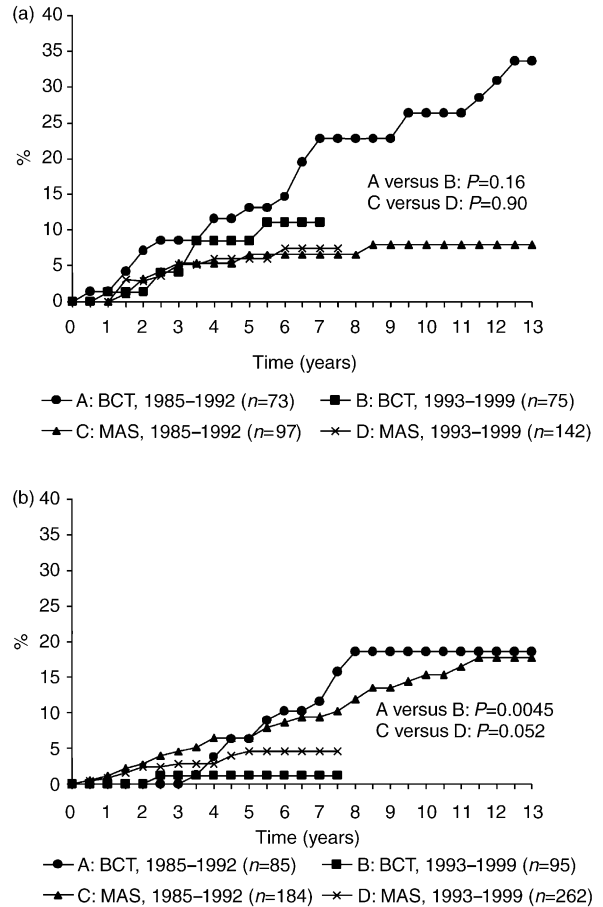 (a)
40
35
30
25
20
15
10
5
0
%
A versus B: P=0.16
C versus D: P=0.90
0 1 2 3 4 5 6 7 8 9 10 11 12 13
Time (years)
A: BCT, 1985–1992 (n=73) B: BCT, 1993–1999 (n=75)
C: MAS, 1985–1992 (n=97) D: MAS, 1993–1999 (n=142)
(b)
40
35
30
25
20
15
10
5
0
%
A versus B: P=0.0045
C versus D: P=0.052
0 1 2 3 4 5 6 7 8 9 10 11 12 13
Time (years)
A: BCT, 1985–1992 (n=85) B: BCT, 1993–1999 (n=95)
C: MAS, 1985–1992 (n=184) D: MAS, 1993–1999 (n=262)